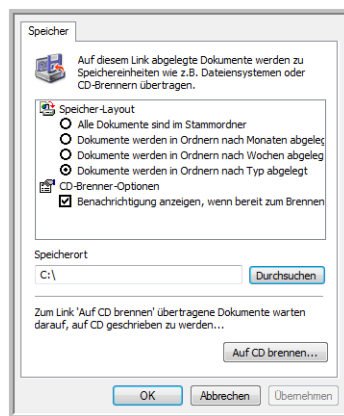 Speicher
Auf diesem Link abgelegte Dokumente werden zu
Speichereinheiten wie z.B. Dateiensystemen oder
CD-Brennern übertragen.
Speicher-Layout
Alle Dokumente sind im Stammordner
Dokumente werden in Ordnern nach Monaten abgeleg
Dokumente werden in Ordnern nach Wochen abgeleg
Dokumente werden in Ordnern nach Typ abgelegt
CD-Brenner-Optionen
Benachrichtigung anzeigen, wenn bereit zum Brennen
Speicherort
C:\
Durchsuchen
Zum Link 'Auf CD brennen' übertragene Dokumente warten
darauf, auf CD geschrieben zu werden...
Auf CD brennen...
OK Abbrechen Übernehmen